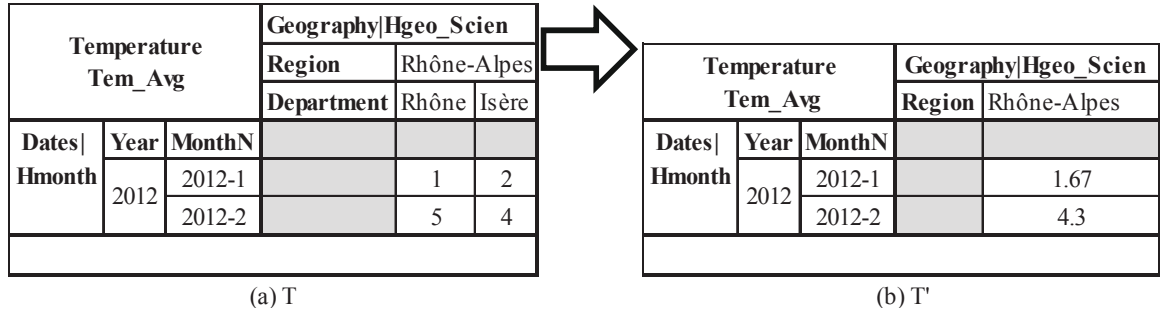 Temperature
Tem_Avg
Geography|Hgeo_Scien
Region Rhône-Alpes
Department Rhône Isère
Dates| Year MonthN
Hmonth 2012 2012-1 1 2
2012-2 5 4
(a) T
Temperature
Tem_Avg
Geography|Hgeo_Scien
Region Rhône-Alpes
Dates| Year MonthN
Hmonth 2012 2012-1 1.67
2012-2 4.3
(b) T'